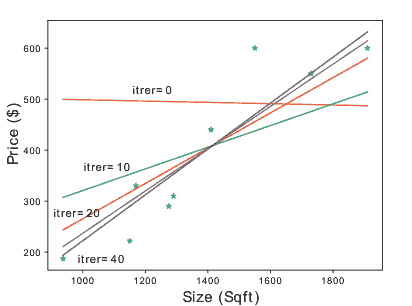 600
500
400
300
200
Price ($)
itrer= 0
itrer= 10
itrer= 20
itrer= 40
1000
1200
1400
1600
1800
Size (Sqft)